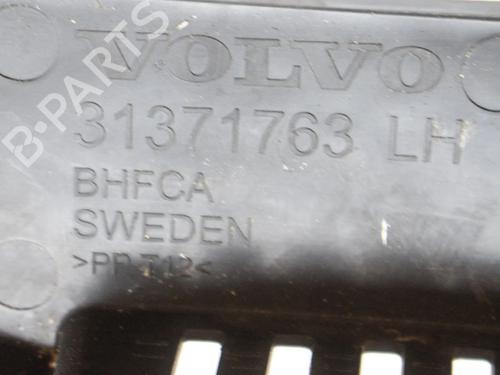 VOLVO
31371763 LH
BHFCA
SWEDEN
>PP T12<
B-PARTS